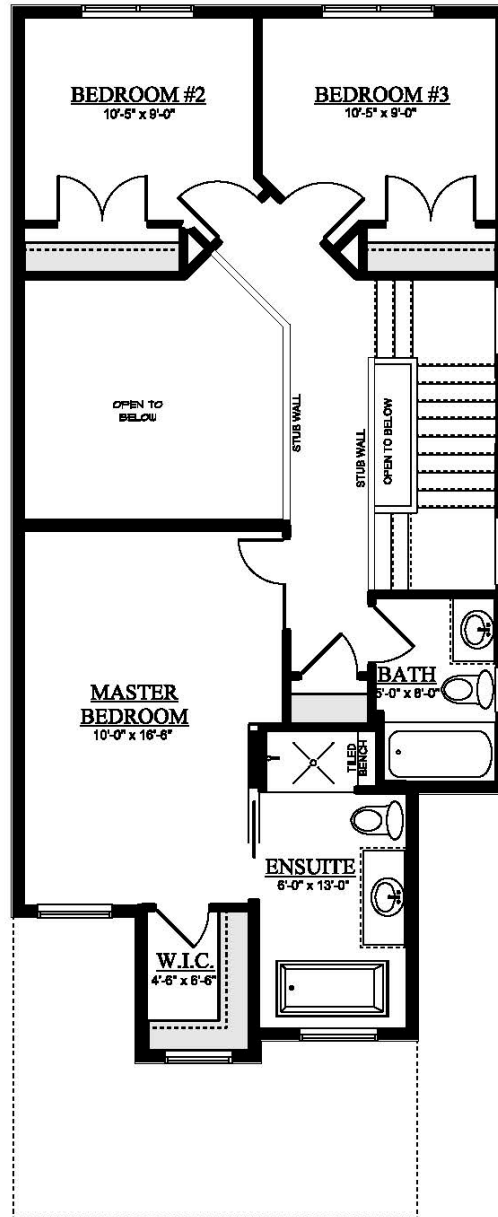 BEDROOM #2
10'-5" x 9'-0"
BEDROOM #3
10'-5" x 9'-0"
OPEN TO
BELOW
STUB WALL
STUB WALL
OPEN TO BELOW
MASTER
BEDROOM
10'-0" x 16'-6"
BATH
5'-0" x 8'-0"
TILED
BENCH
ENSUITE
6'-0" x 13'-0"
W.I.C.
4'-6" x 6'-6"